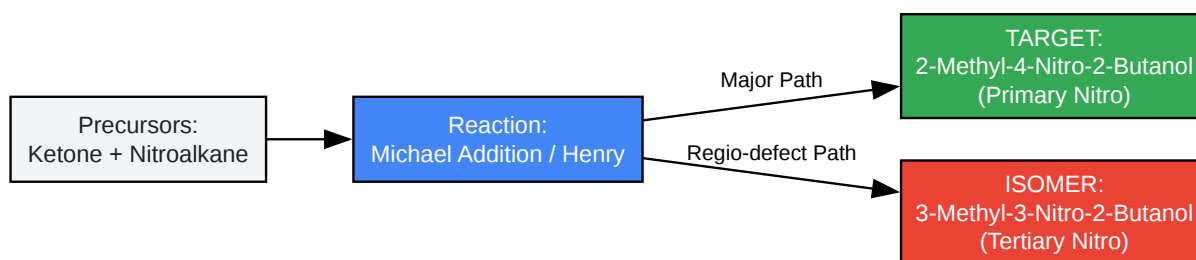 Precursors:
Ketone + Nitroalkane
Reaction:
Michael Addition / Henry
Major Path
Regio-defect Path
TARGET:
2-Methyl-4-Nitro-2-Butanol
(Primary Nitro)
ISOMER:
3-Methyl-3-Nitro-2-Butanol
(Tertiary Nitro)